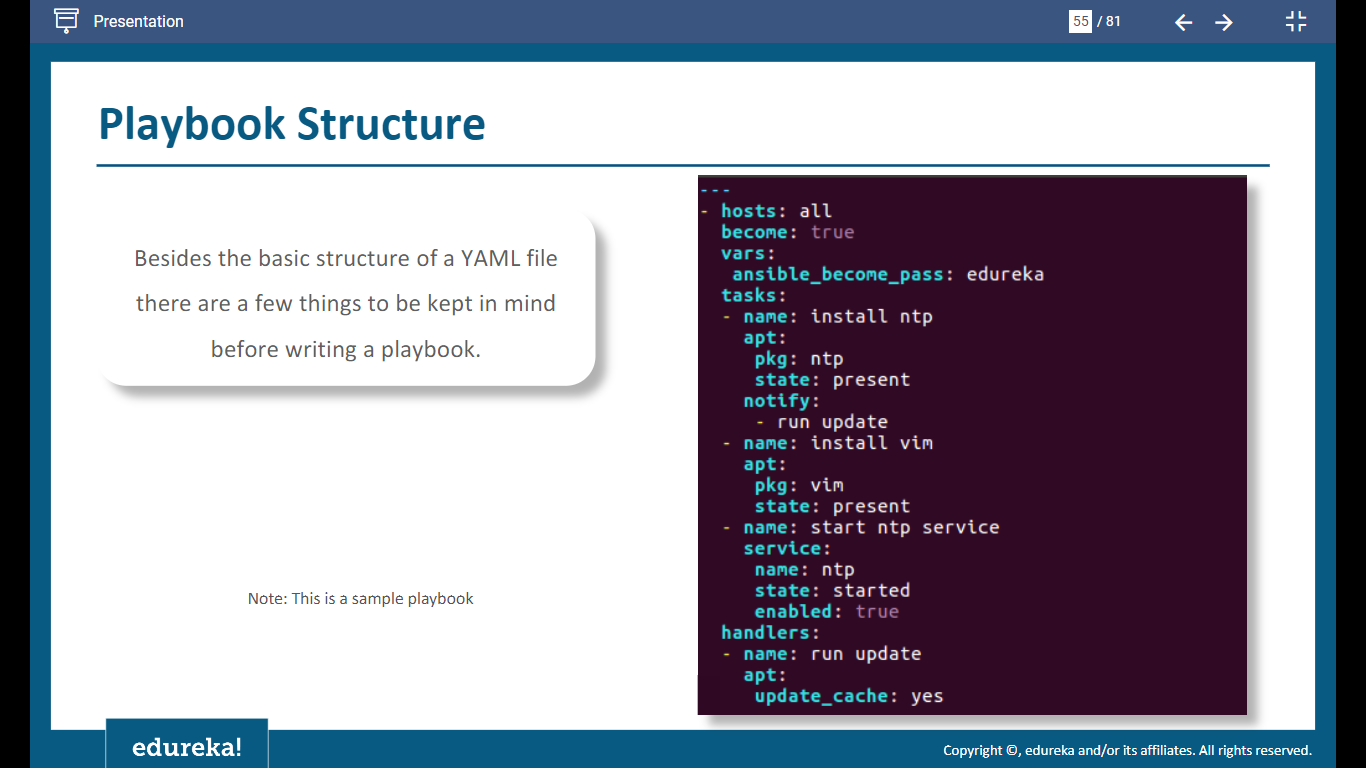 Presentation
55 / 81
Playbook Structure
Besides the basic structure of a YAML file
there are a few things to be kept in mind
before writing a playbook.
Note: This is a sample playbook
---
- hosts: all
  become: true
  vars:
   ansible_become_pass: edureka
  tasks:
  - name: install ntp
    apt:
     pkg: ntp
     state: present
    notify:
     - run update
  - name: install vim
    apt:
     pkg: vim
     state: present
  - name: start ntp service
    service:
     name: ntp
     state: started
     enabled: true
  handlers:
  - name: run update
    apt:
     update_cache: yes
edureka!
Copyright ©, edureka and/or its affiliates. All rights reserved.